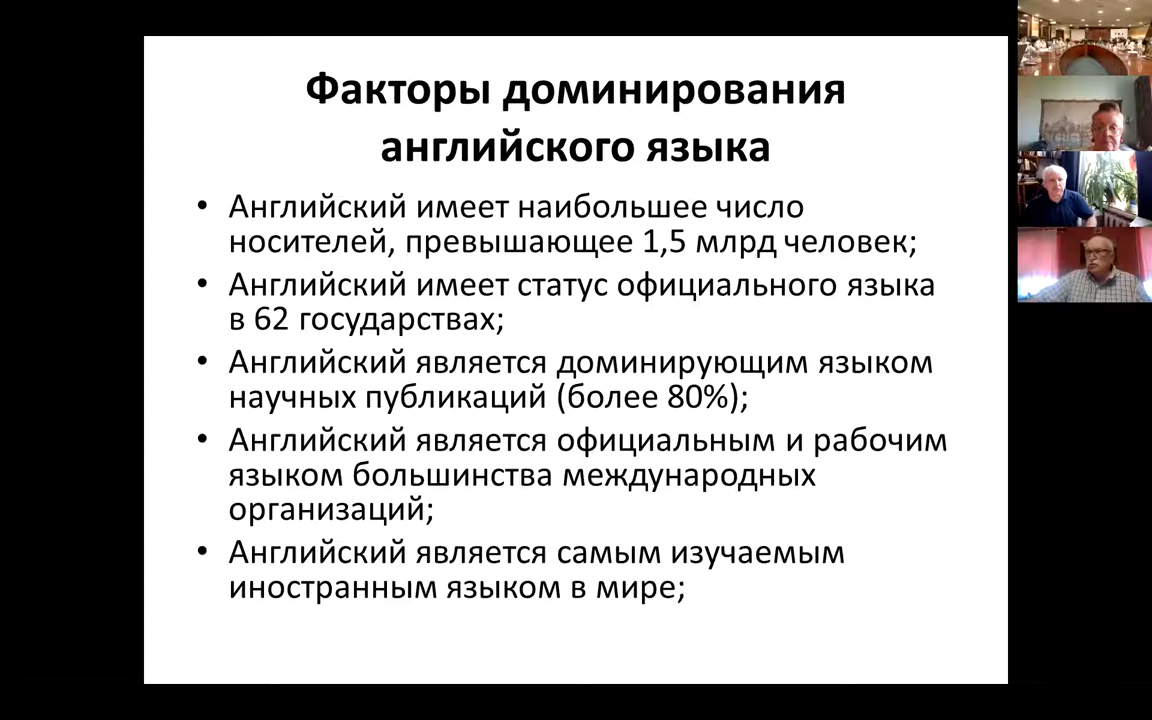 Факторы доминирования
английского языка
• Английский имеет наибольшее число
носителей, превышающее 1,5 млрд человек;
• Английский имеет статус официального языка
в 62 государствах;
• Английский является доминирующим языком
научных публикаций (более 80%);
• Английский является официальным и рабочим
языком большинства международных
организаций;
• Английский является самым изучаемым
иностранным языком в мире;